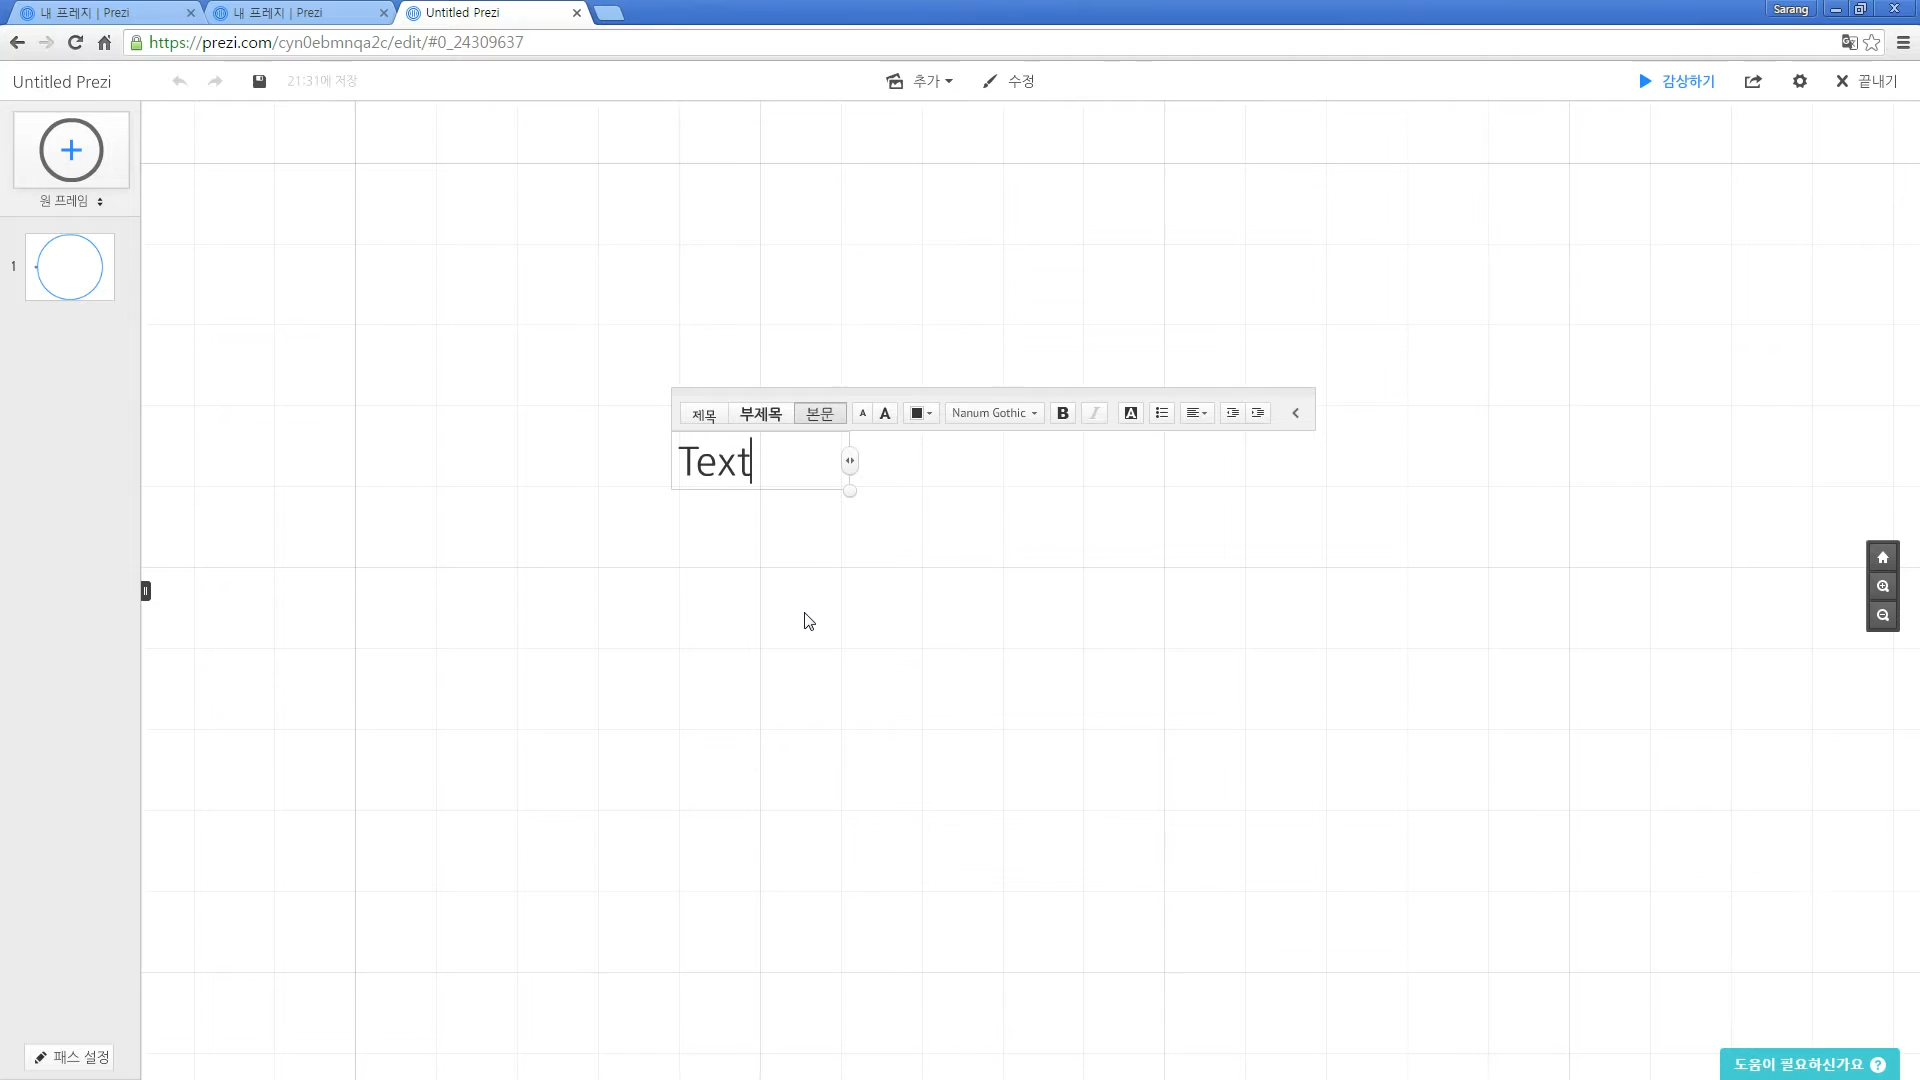 내 프레지 | Prezi
내 프레지 | Prezi
Untitled Prezi
Sarang
https://prezi.com/cyn0ebmnqa2c/edit/#0_24309637
Untitled Prezi
21:31에 저장
추가
수정
감상하기
끝내기
원 프레임
1
제목
부제목
본문
A
A
Nanum Gothic
B
I
A
Text
패스 설정
도움이 필요하신가요 ?